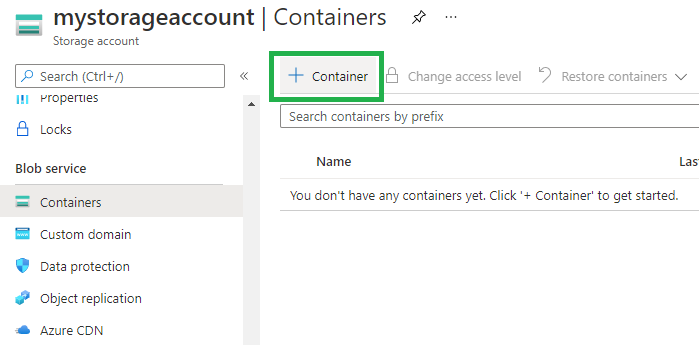 mystorageaccount | Containers
Storage account
Search (Ctrl+/)
Properties
Locks
Blob service
Containers
Custom domain
Data protection
Object replication
Azure CDN
Container
Change access level
Restore containers
Search containers by prefix
Name
Las
You don't have any containers yet. Click '+ Container' to get started.